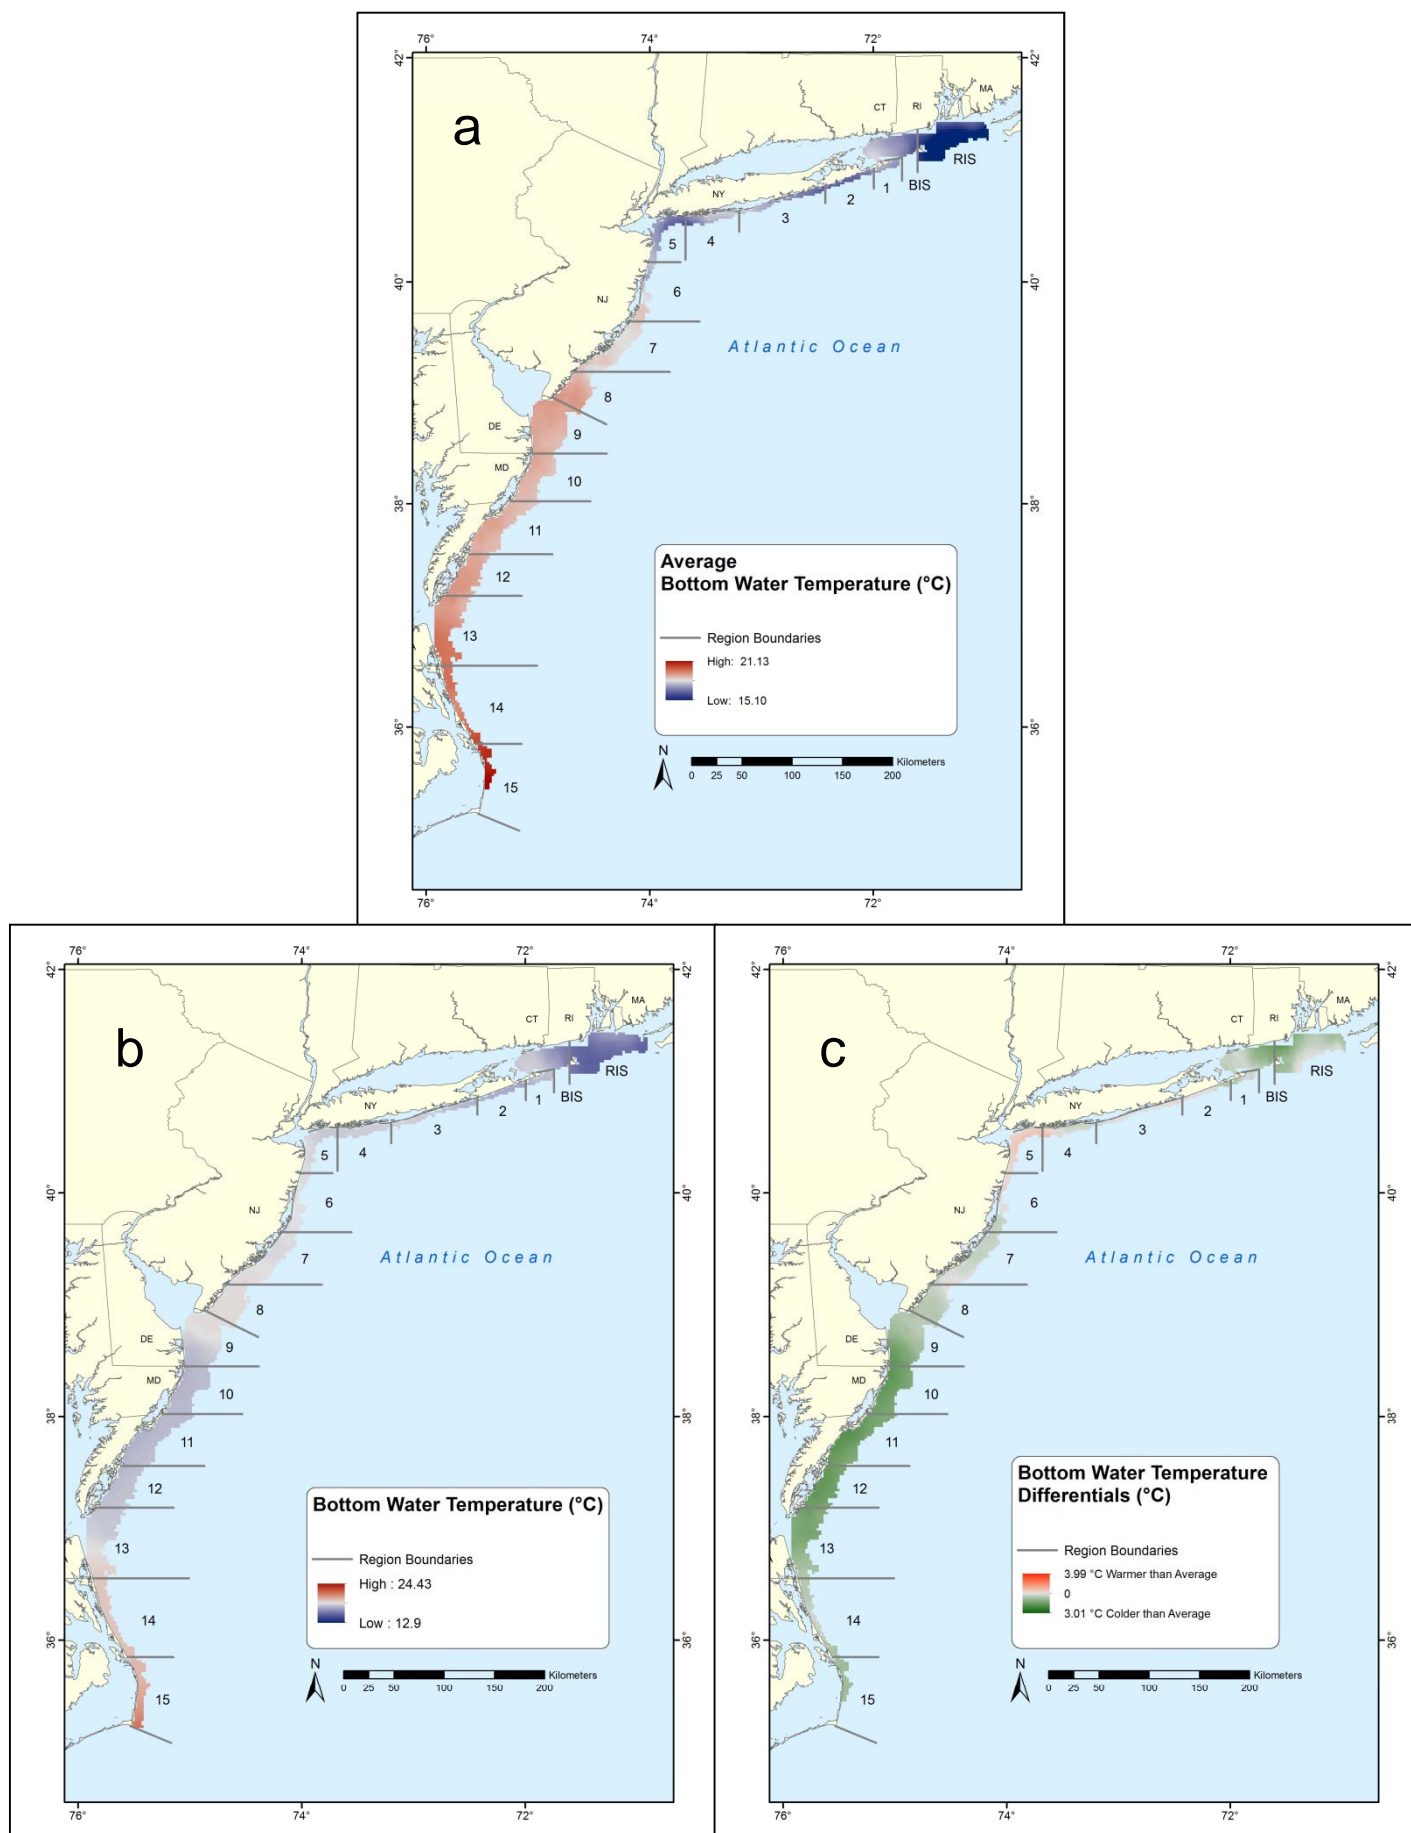 76° 74° 72°
42° 42°
a
MA
CT RI
RIS
BIS
NY
1
2
3
4
5
40°
6
NJ
7
Atlantic Ocean
8
DE
9
MD
10
38° 38°
11
12
13
14
15
36° 36°
Average
Bottom Water Temperature (°C)
Region Boundaries
High: 21.13
Low: 15.10
N
Kilometers
0 25 50 100 150 200
76° 74° 72°
76° 74° 72°
42° 42°
b
MA
CT RI
RIS
BIS
NY
1
2
3
4
5
40° 40°
6
NJ
7
Atlantic Ocean
8
DE
9
MD
10
38° 38°
11
12
13
14
15
36° 36°
Bottom Water Temperature (°C)
Region Boundaries
High : 24.43
Low : 12.9
N
Kilometers
0 25 50 100 150 200
76° 74° 72°
76° 74° 72°
42° 42°
c
MA
CT RI
RIS
BIS
NY
1
2
3
4
5
40° 40°
6
NJ
7
Atlantic Ocean
8
DE
9
MD
10
38° 38°
11
12
13
14
15
36° 36°
Bottom Water Temperature
Differentials (°C)
Region Boundaries
3.99 °C Warmer than Average
0
3.01 °C Colder than Average
N
Kilometers
0 25 50 100 150 200
76° 74° 72°